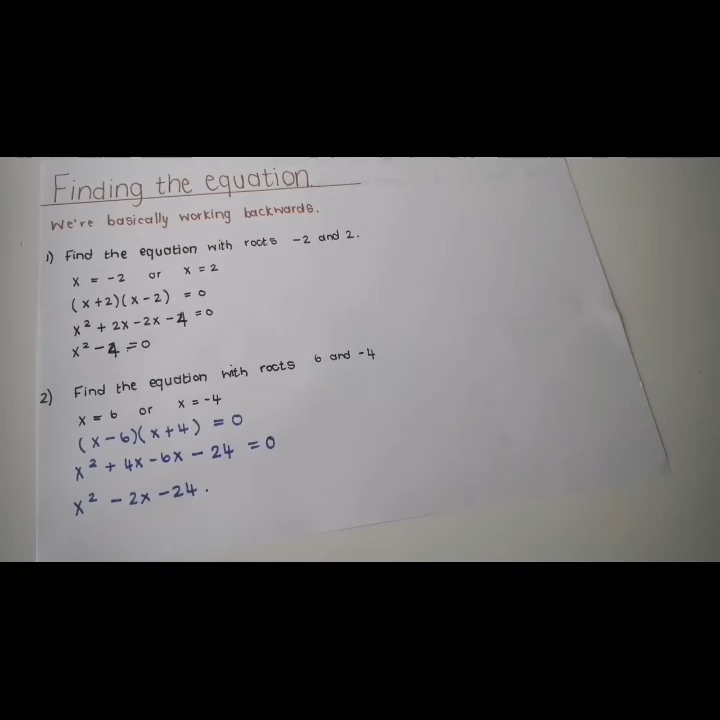 Finding the equation.
We're basically working backwards.
1) Find the equation with roots -2 and 2.
x = -2 or x = 2
(x+2)(x-2) = 0
x² + 2x - 2x - 4 = 0
x² - 4 = 0
2) Find the equation with roots 6 and -4
x = 6 or x = -4
(x-6)(x+4) = 0
x² + 4x - 6x - 24 = 0
x² - 2x - 24.